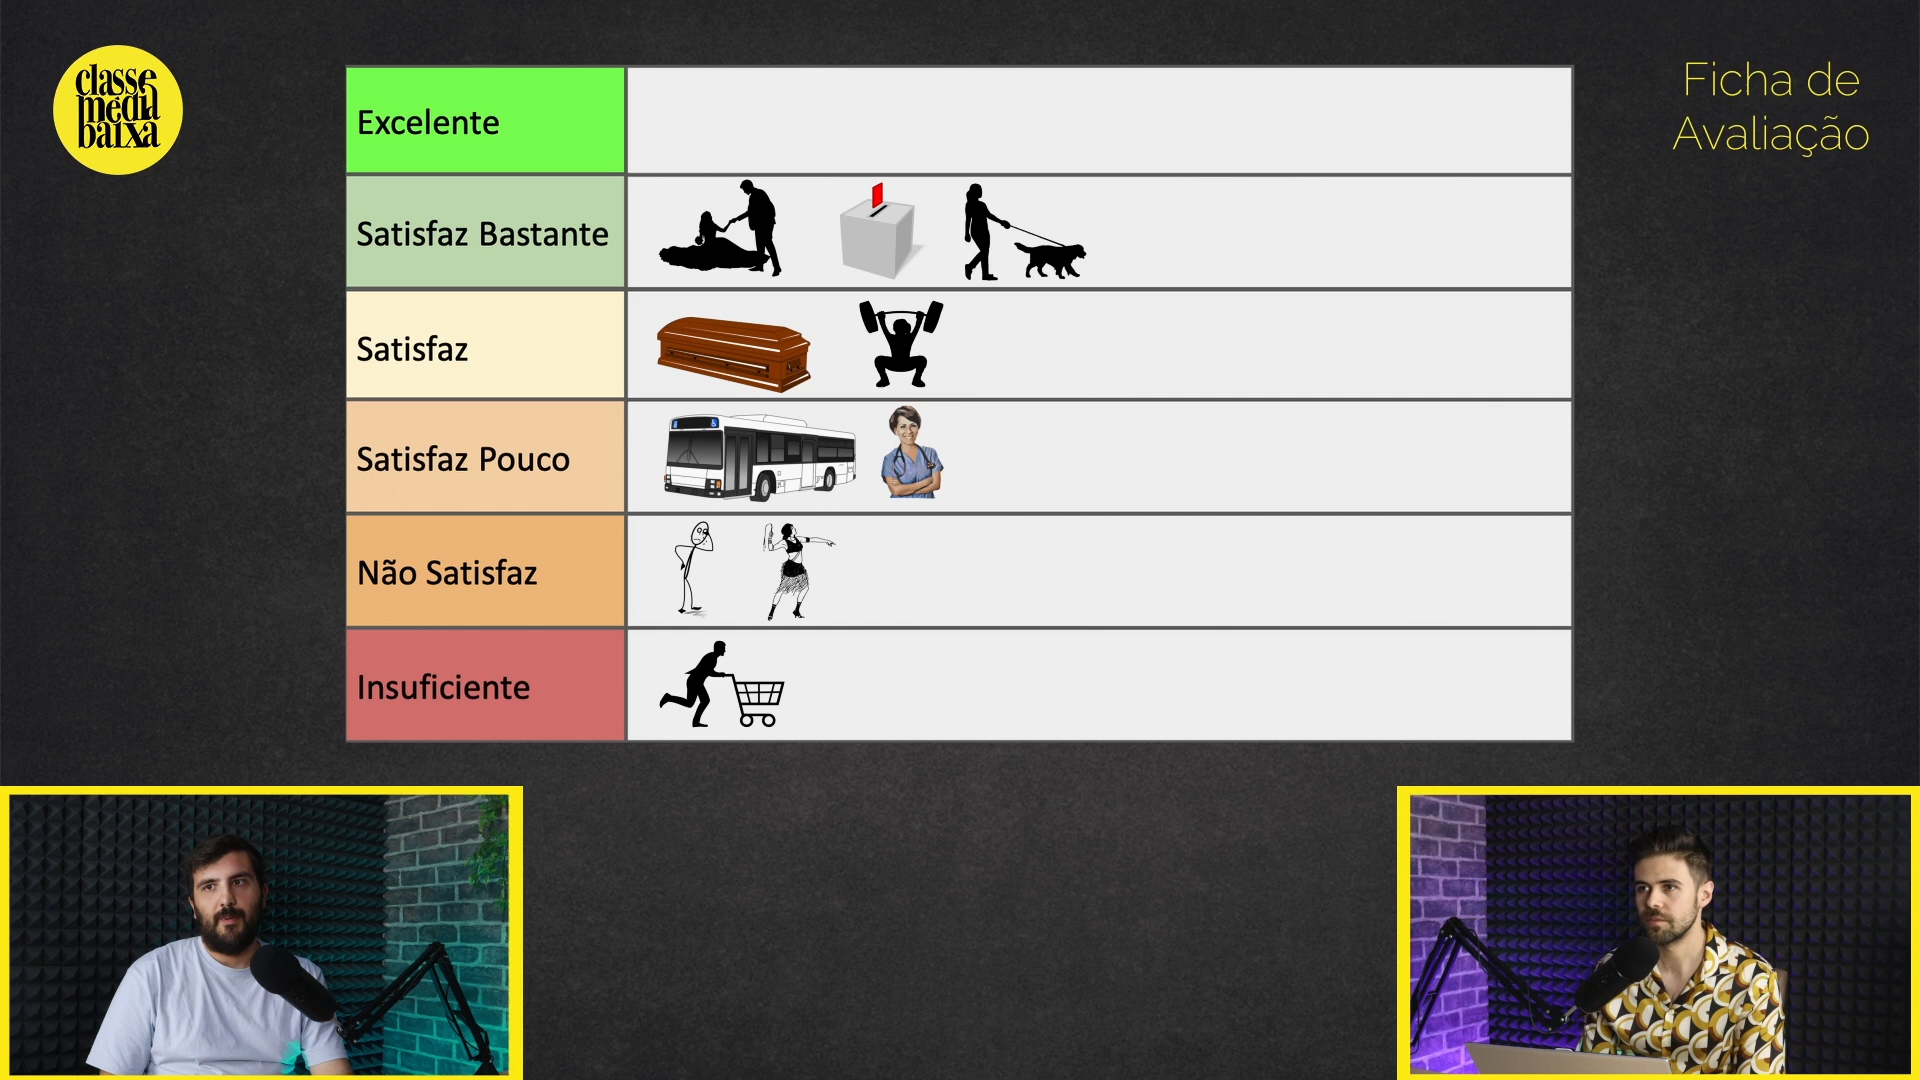 classe
média
baixa
Ficha de
Avaliação
Excelente
Satisfaz Bastante
Satisfaz
Satisfaz Pouco
Não Satisfaz
Insuficiente